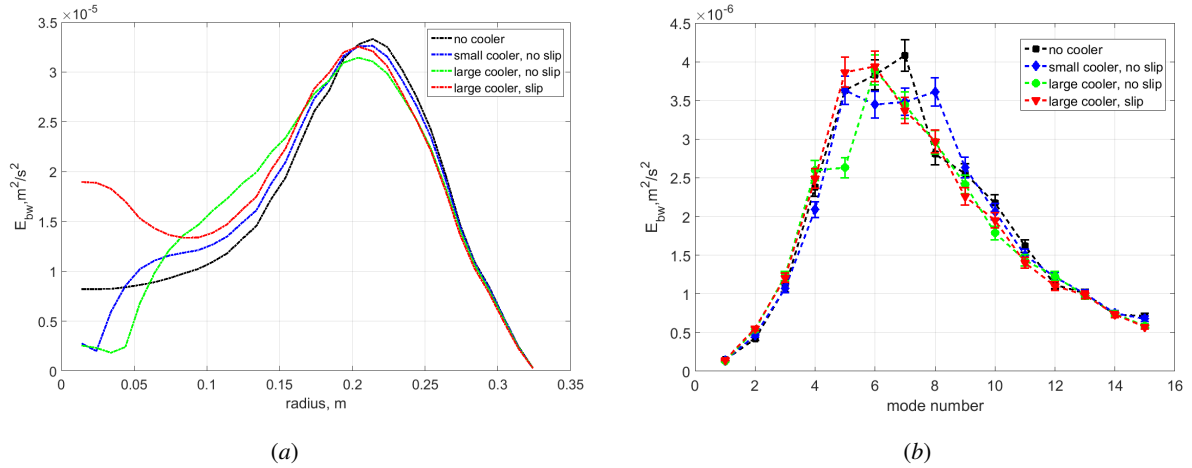 ×10⁻⁵
3.5
3
2.5
2
1.5
1
0.5
0
E_bw,m²/s²
0
0.05
0.1
0.15
0.2
0.25
0.3
0.35
radius, m
no cooler
small cooler, no slip
large cooler, no slip
large cooler, slip
(a)
×10⁻⁶
4.5
4
3.5
3
2.5
2
1.5
1
0.5
0
E_bw,m²/s²
0
2
4
6
8
10
12
14
16
mode number
no cooler
small cooler, no slip
large cooler, no slip
large cooler, slip
(b)